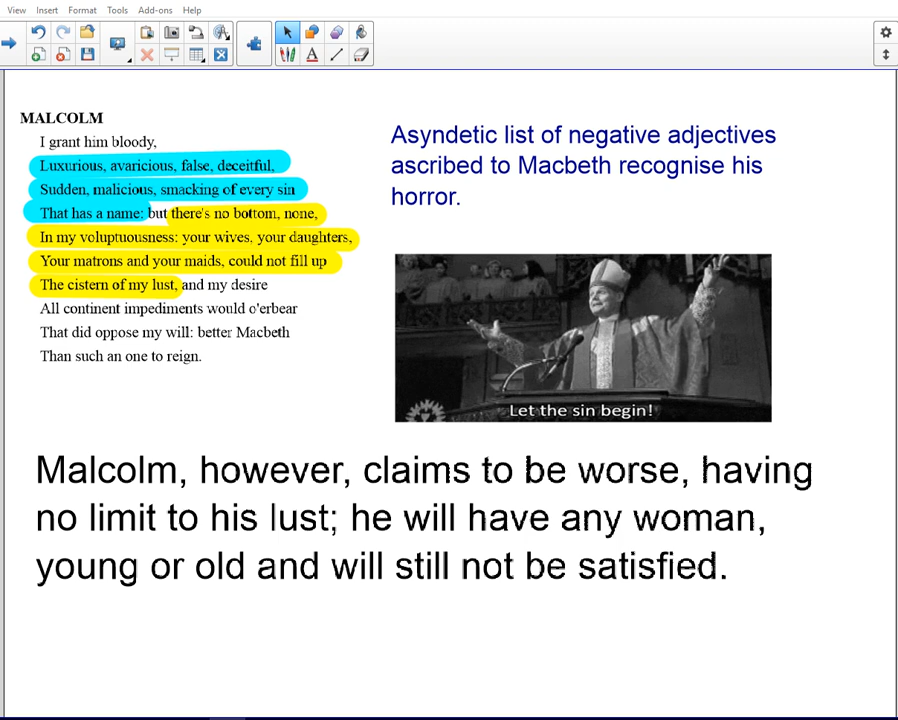 View Insert Format Tools Add-ons Help
MALCOLM
I grant him bloody,
Luxurious, avaricious, false, deceitful,
Sudden, malicious, smacking of every sin
That has a name: but there's no bottom, none,
In my voluptuousness: your wives, your daughters,
Your matrons and your maids, could not fill up
The cistern of my lust, and my desire
All continent impediments would o'erbear
That did oppose my will: better Macbeth
Than such an one to reign.
Asyndetic list of negative adjectives
ascribed to Macbeth recognise his
horror.
Let the sin begin!
Malcolm, however, claims to be worse, having
no limit to his lust; he will have any woman,
young or old and will still not be satisfied.